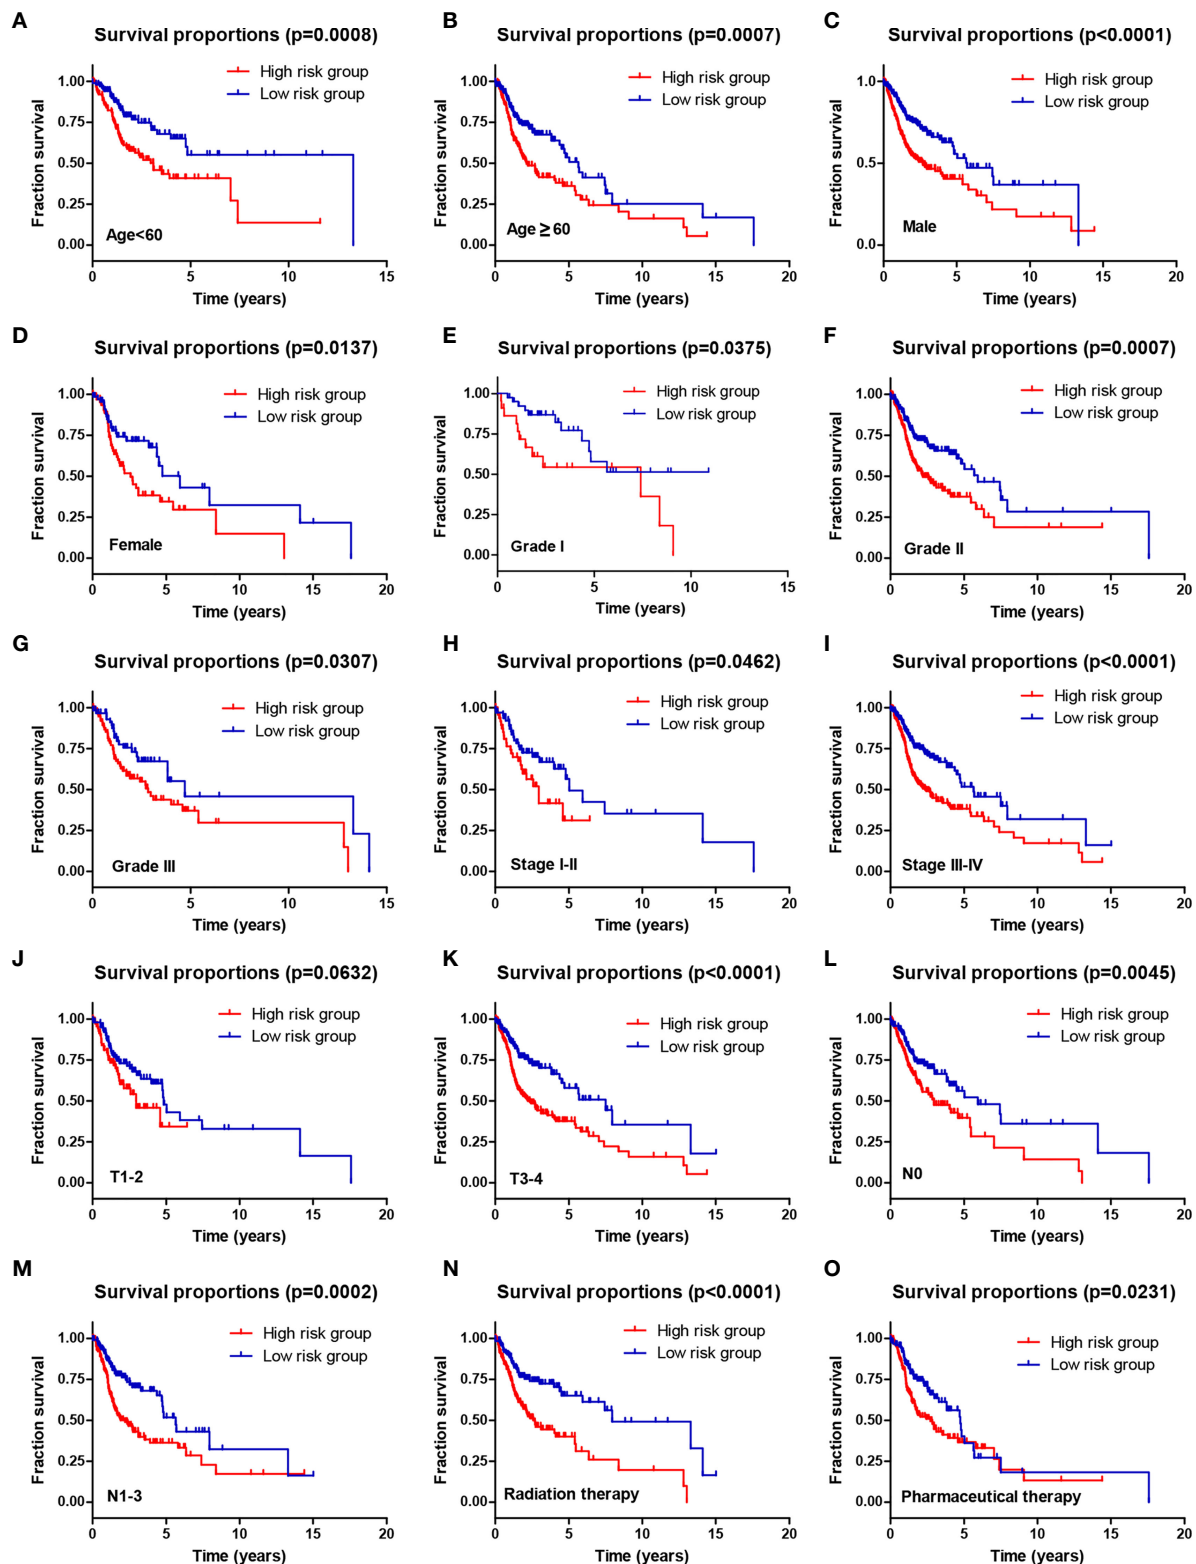 A
Survival proportions (p=0.0008)
High risk group
Low risk group
Fraction survival
1.00
0.75
0.50
0.25
0.00
Age<60
0 5 10 15
Time (years)
B
Survival proportions (p=0.0007)
High risk group
Low risk group
Fraction survival
1.00
0.75
0.50
0.25
0.00
Age ≥ 60
0 5 10 15 20
Time (years)
C
Survival proportions (p<0.0001)
High risk group
Low risk group
Fraction survival
1.0
0.5
0.0
Male
0 5 10 15 20
Time (years)
D
Survival proportions (p=0.0137)
High risk group
Low risk group
Fraction survival
1.00
0.75
0.50
0.25
0.00
Female
0 5 10 15 20
Time (years)
E
Survival proportions (p=0.0375)
High risk group
Low risk group
Fraction survival
1.00
0.75
0.50
0.25
0.00
Grade I
0 5 10 15
Time (years)
F
Survival proportions (p=0.0007)
High risk group
Low risk group
Fraction survival
1.00
0.75
0.50
0.25
0.00
Grade II
0 5 10 15 20
Time (years)
G
Survival proportions (p=0.0307)
High risk group
Low risk group
Fraction survival
1.00
0.75
0.50
0.25
0.00
Grade III
0 5 10 15 20
Time (years)
H
Survival proportions (p=0.0462)
High risk group
Low risk group
Fraction survival
1.00
0.75
0.50
0.25
0.00
Stage I-II
0 5 10 15 20
Time (years)
I
Survival proportions (p<0.0001)
High risk group
Low risk group
Fraction survival
1.00
0.75
0.50
0.25
0.00
Stage III-IV
0 5 10 15 20
Time (years)
J
Survival proportions (p=0.0632)
High risk group
Low risk group
Fraction survival
1.00
0.75
0.50
0.25
0.00
T1-2
0 5 10 15 20
Time (years)
K
Survival proportions (p<0.0001)
High risk group
Low risk group
Fraction survival
1.00
0.75
0.50
0.25
0.00
T3-4
0 5 10 15 20
Time (years)
L
Survival proportions (p=0.0045)
High risk group
Low risk group
Fraction survival
1.00
0.75
0.50
0.25
0.00
N0
0 5 10 15 20
Time (years)
M
Survival proportions (p=0.0002)
High risk group
Low risk group
Fraction survival
1.00
0.75
0.50
0.25
0.00
N1-3
0 5 10 15 20
Time (years)
N
Survival proportions (p<0.0001)
High risk group
Low risk group
Fraction survival
1.00
0.75
0.50
0.25
0.00
Radiation therapy
0 5 10 15 20
Time (years)
O
Survival proportions (p=0.0231)
High risk group
Low risk group
Fraction survival
1.00
0.75
0.50
0.25
0.00
Pharmaceutical therapy
0 5 10 15 20
Time (years)